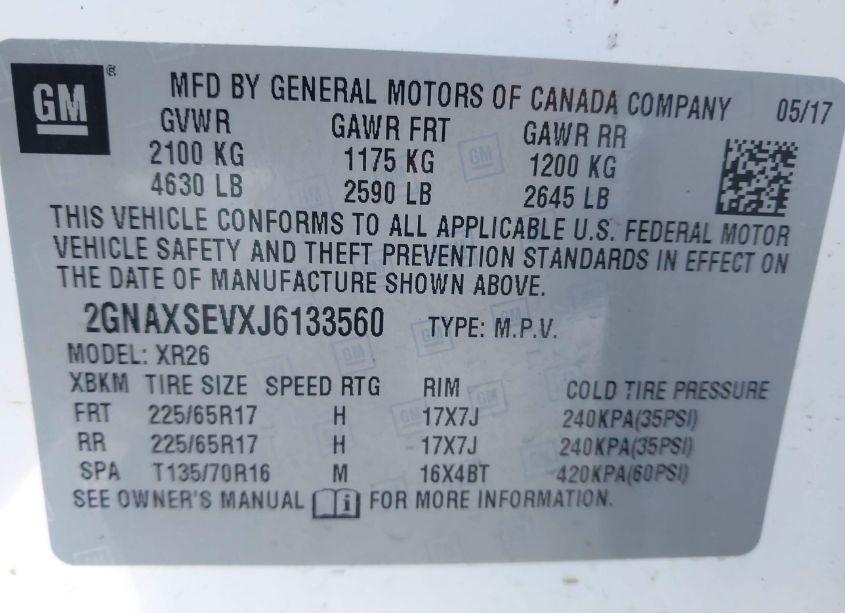 GM ®
MFD BY GENERAL MOTORS OF CANADA COMPANY 05/17
GVWR GAWR FRT GAWR RR
2100 KG 1175 KG 1200 KG
4630 LB 2590 LB 2645 LB
THIS VEHICLE CONFORMS TO ALL APPLICABLE U.S. FEDERAL MOTOR
VEHICLE SAFETY AND THEFT PREVENTION STANDARDS IN EFFECT ON
THE DATE OF MANUFACTURE SHOWN ABOVE.
2GNAXSEVXJ6133560 TYPE: M.P.V.
MODEL: XR26
XBKM TIRE SIZE SPEED RTG RIM COLD TIRE PRESSURE
FRT 225/65R17 H 17X7J 240KPA(35PSI)
RR 225/65R17 H 17X7J 240KPA(35PSI)
SPA T135/70R16 M 16X4BT 420KPA(60PSI)
SEE OWNER'S MANUAL FOR MORE INFORMATION.